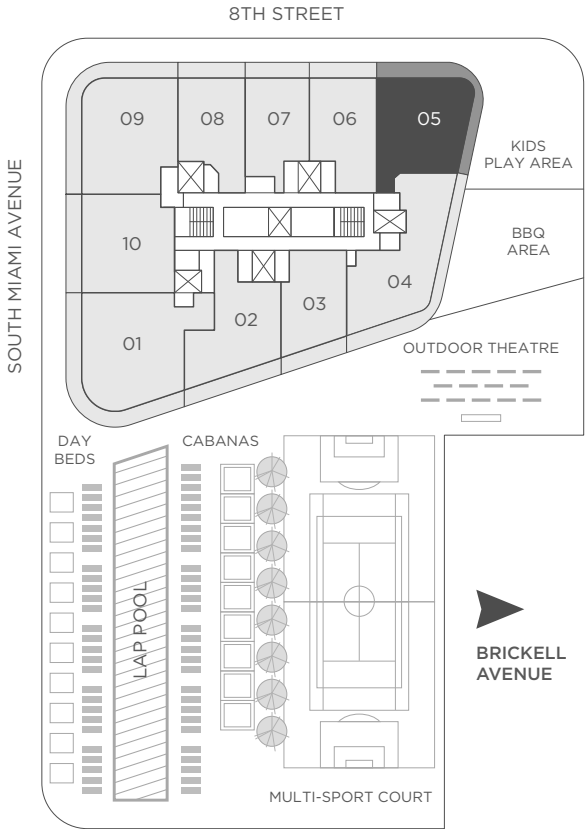 8TH STREET
SOUTH MIAMI AVENUE
09
08
07
06
05
KIDS
PLAY AREA
10
BBQ
AREA
04
03
02
01
OUTDOOR THEATRE
DAY
BEDS
CABANAS
LAP POOL
BRICKELL
AVENUE
MULTI-SPORT COURT